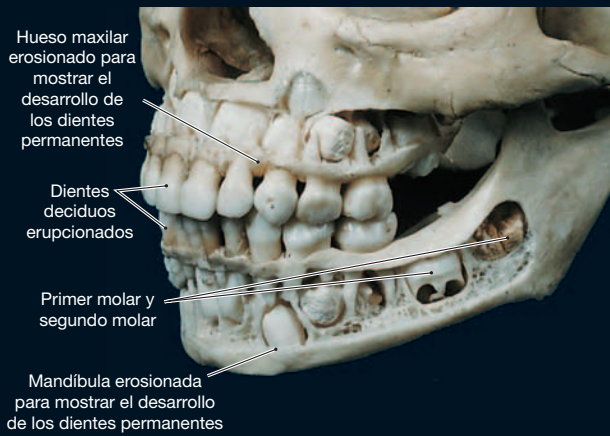 Hueso maxilar
erosionado para
mostrar el
desarrollo de
los dientes
permanentes
Dientes
deciduos
erupcionados
Primer molar y
segundo molar
Mandíbula erosionada
para mostrar el desarrollo
de los dientes permanentes